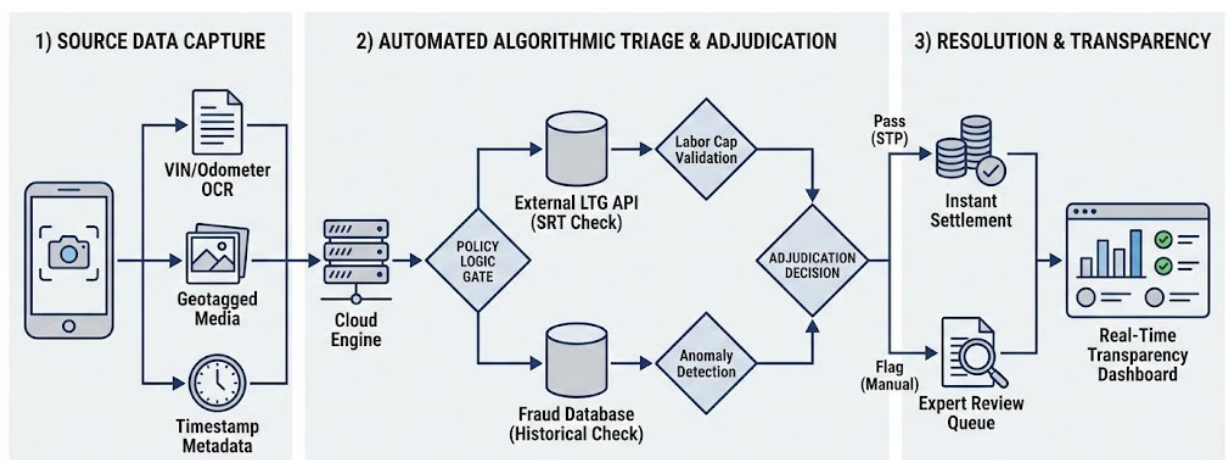 1) SOURCE DATA CAPTURE
VIN/Odometer
OCR
Geotagged
Media
Timestamp
Metadata
2) AUTOMATED ALGORITHMIC TRIAGE & ADJUDICATION
Cloud
Engine
POLICY
LOGIC
GATE
External LTG API
(SRT Check)
Labor Cap
Validation
Fraud Database
(Historical Check)
Anomaly
Detection
ADJUDICATION
DECISION
3) RESOLUTION & TRANSPARENCY
Pass
(STP)
Instant
Settlement
Flag
(Manual)
Expert Review
Queue
Real-Time
Transparency
Dashboard